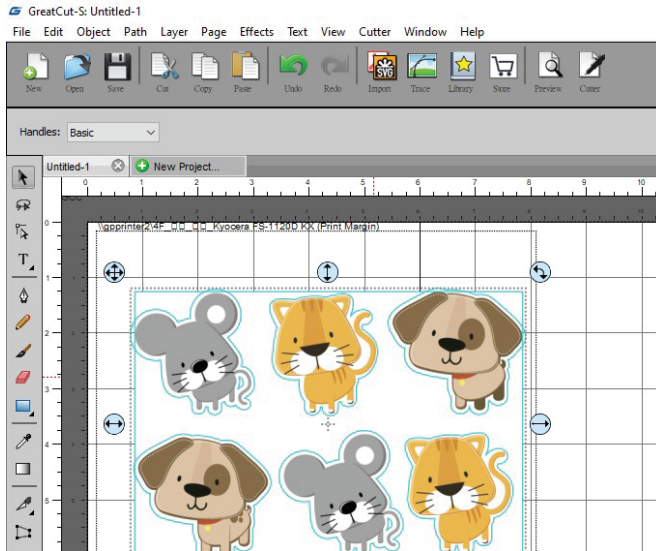 GreatCut-S: Untitled-1
File Edit Object Path Layer Page Effects Text View Cutter Window Help
SVG
New Open Save Cut Copy Paste Undo Redo Import Trace Library Store Preview Cutter
Handles: Basic
Untitled-1 New Project...
0 1 2 3 4 5 6 7 8 9 10
\\gpprinter2\4F_□□_□□_Kyocera FS-1120D KX (Print Margin)
T
0
1
2
3
4
5